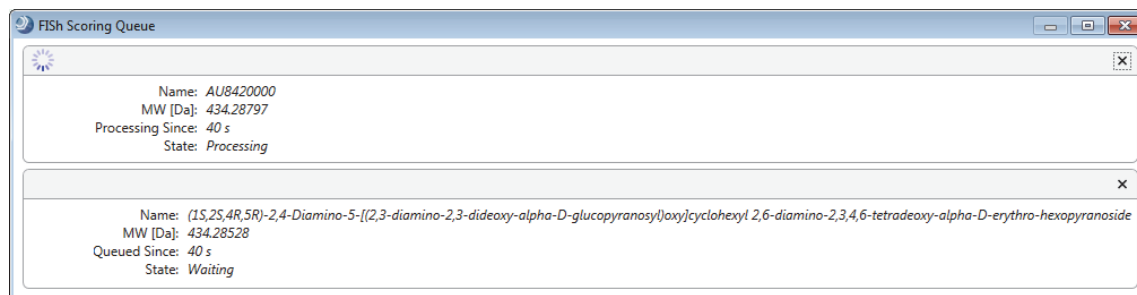 FISh Scoring Queue
Name: AU8420000
MW [Da]: 434.28797
Processing Since: 40 s
State: Processing
Name: (1S,2S,4R,5R)-2,4-Diamino-5-[(2,3-diamino-2,3-dideoxy-alpha-D-glucopyranosyl)oxy]cyclohexyl 2,6-diamino-2,3,4,6-tetradeoxy-alpha-D-erythro-hexopyranoside
MW [Da]: 434.28528
Queued Since: 40 s
State: Waiting